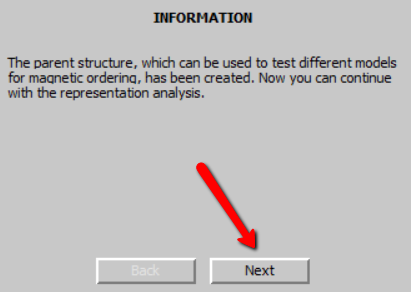 INFORMATION
The parent structure, which can be used to test different models
for magnetic ordering, has been created. Now you can continue
with the representation analysis.
Back
Next